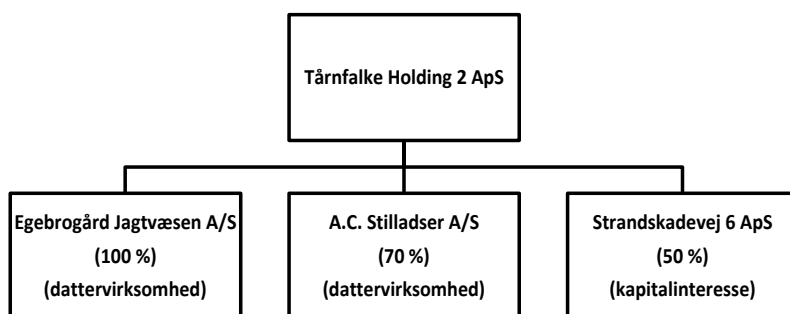 Tårnfalke Holding 2 ApS
Egebrogård Jagtvæsen A/S
(100 %)
(dattervirksomhed)
A.C. Stilladser A/S
(70 %)
(dattervirksomhed)
Strandskadevej 6 ApS
(50 %)
(kapitalinteresse)